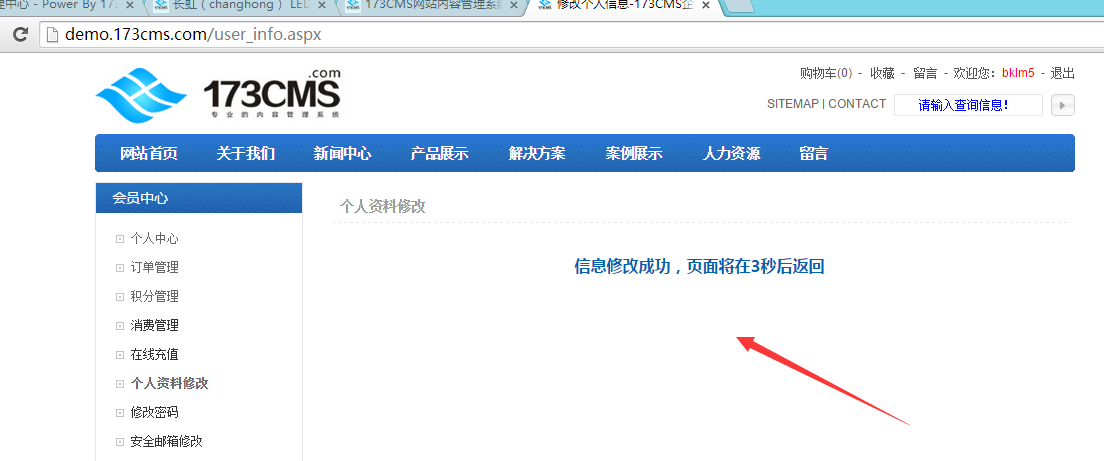 理中心 - Power By 173
长虹（changhong） LED
173CMS网站内容管理系统
修改个人信息-173CMS企
demo.173cms.com/user_info.aspx
173CMS.com
专业的内容管理系统
购物车(0) - 收藏 - 留言 - 欢迎您：bklm5 - 退出
SITEMAP | CONTACT 请输入查询信息!
网站首页 关于我们 新闻中心 产品展示 解决方案 案例展示 人力资源 留言
会员中心
个人资料修改
个人中心
信息修改成功，页面将在3秒后返回
订单管理
积分管理
消费管理
在线充值
个人资料修改
修改密码
安全邮箱修改